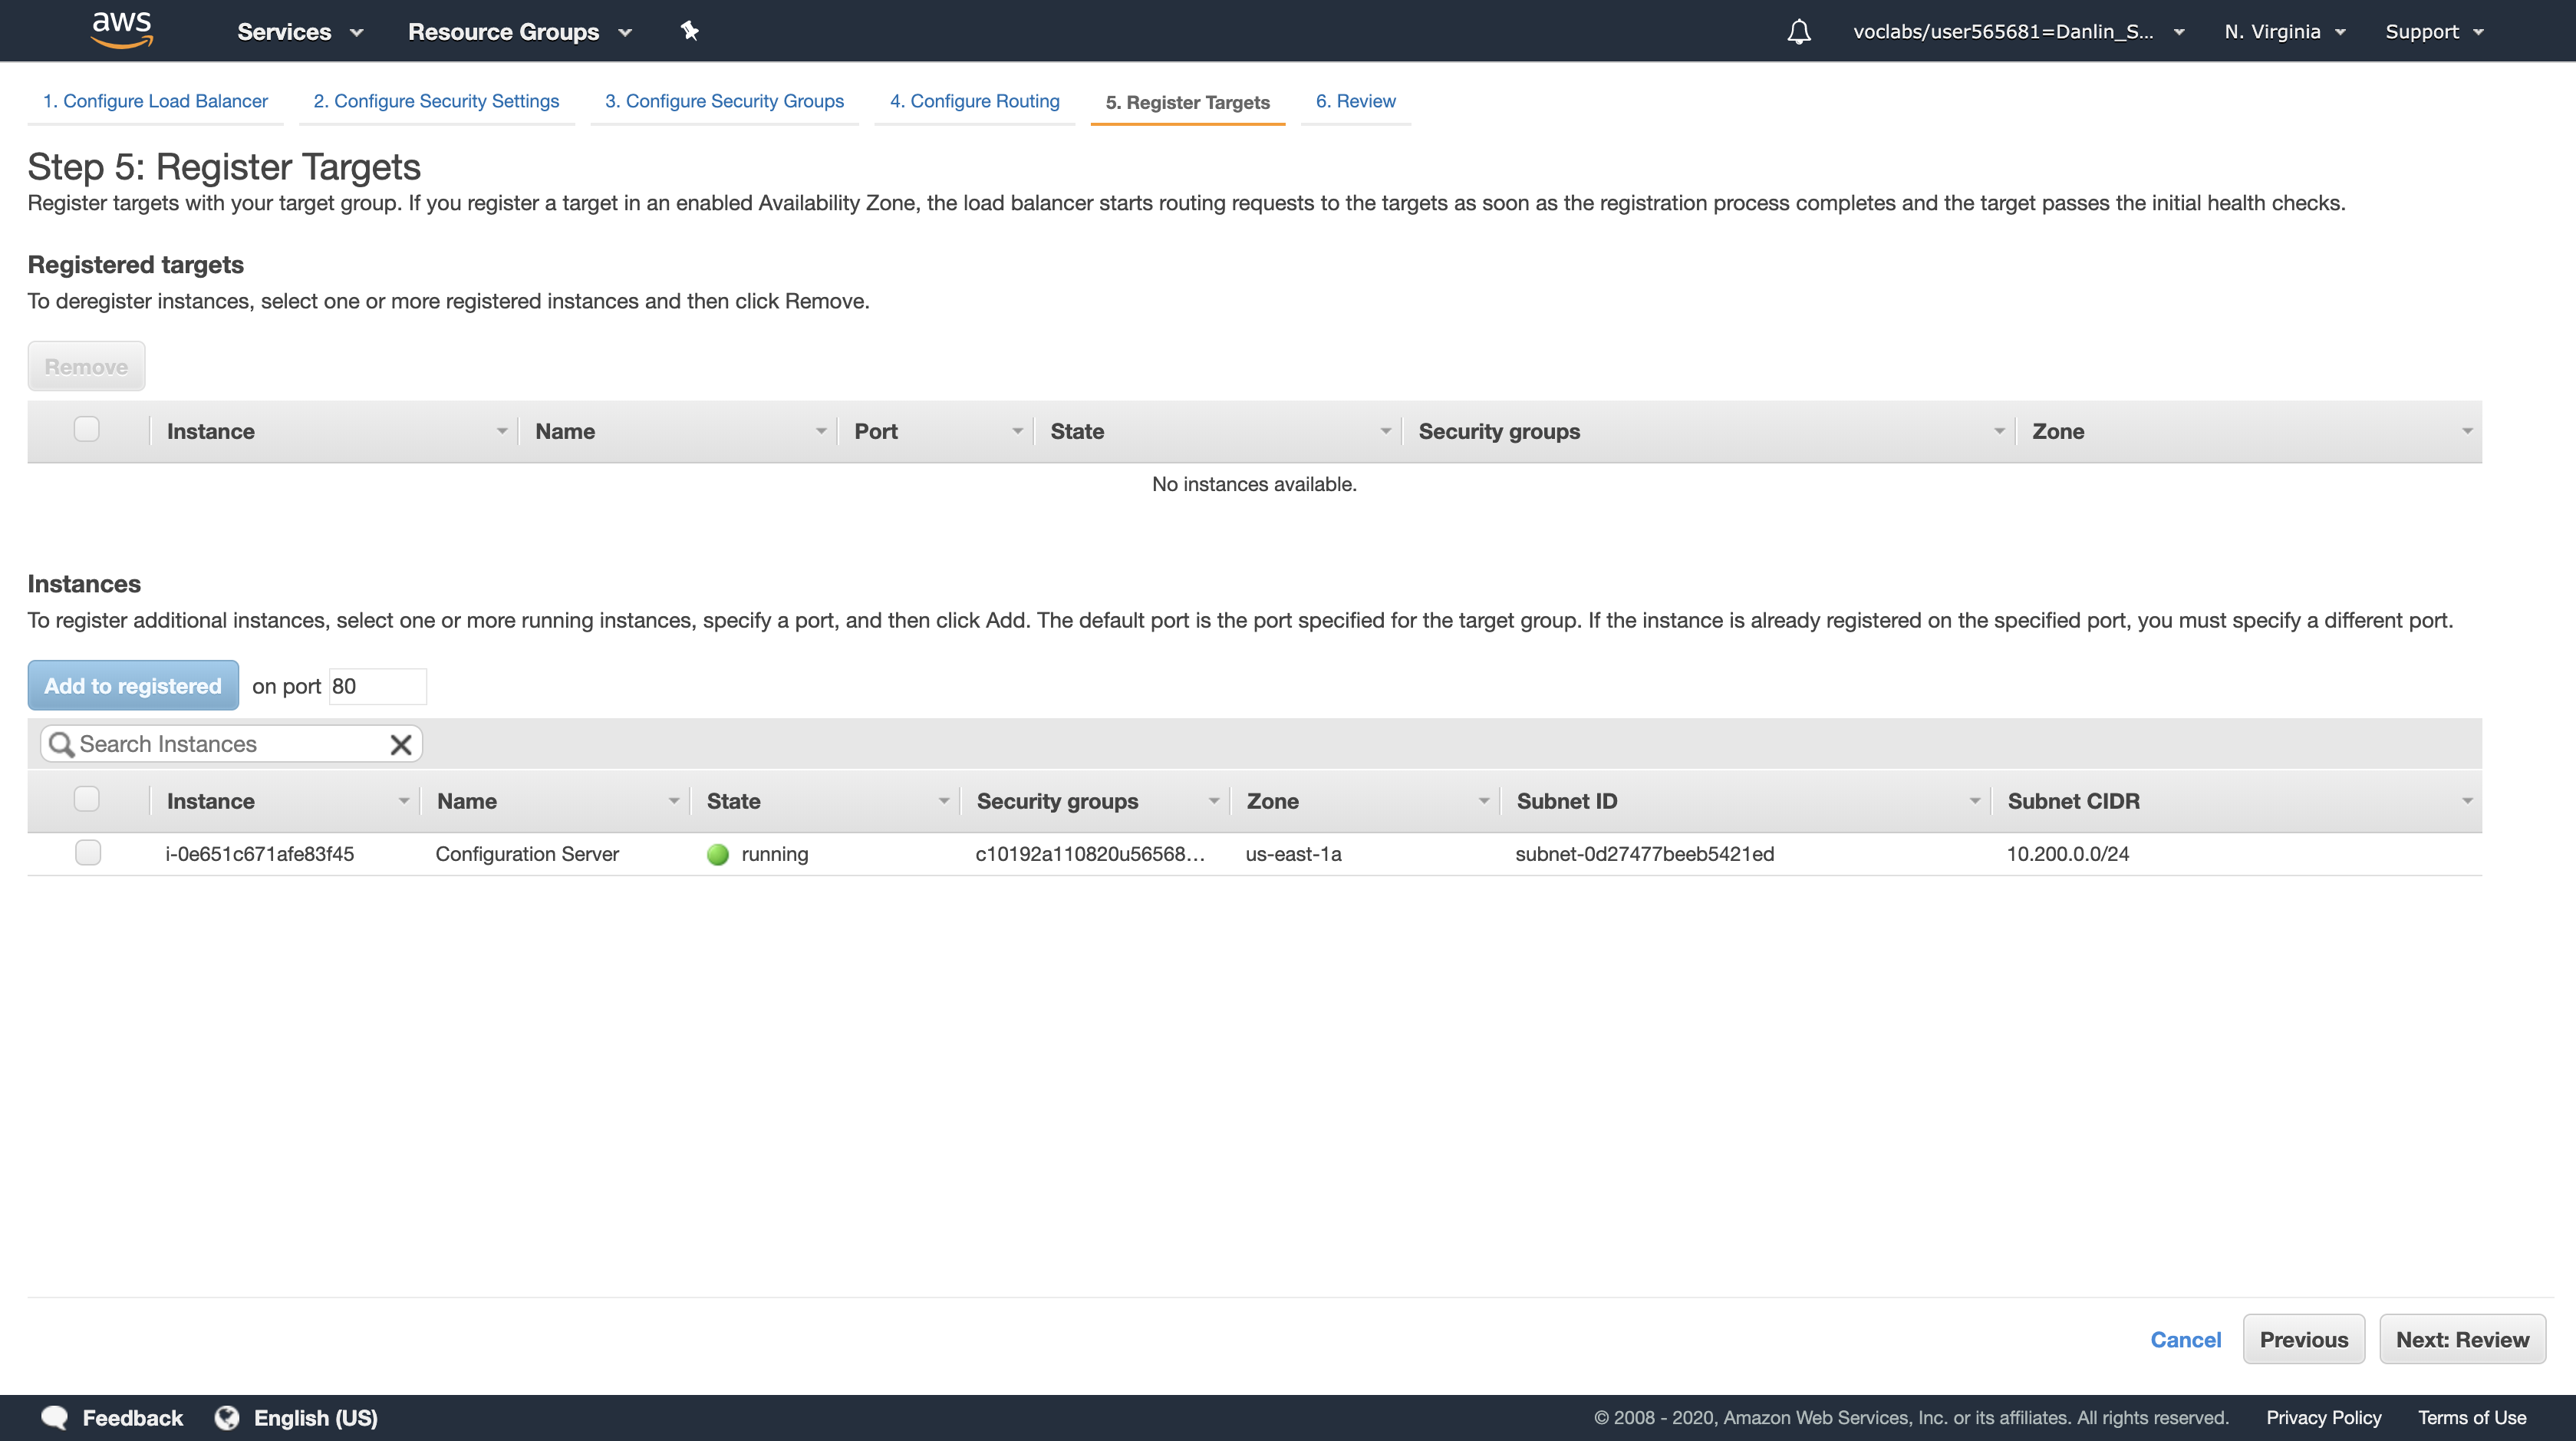 aws Services Resource Groups voclabs/user565681=Danlin_S... N. Virginia Support
1. Configure Load Balancer 2. Configure Security Settings 3. Configure Security Groups 4. Configure Routing 5. Register Targets 6. Review
Step 5: Register Targets
Register targets with your target group. If you register a target in an enabled Availability Zone, the load balancer starts routing requests to the targets as soon as the registration process completes and the target passes the initial health checks.
Registered targets
To deregister instances, select one or more registered instances and then click Remove.
Remove
Instance Name Port State Security groups Zone
No instances available.
Instances
To register additional instances, select one or more running instances, specify a port, and then click Add. The default port is the port specified for the target group. If the instance is already registered on the specified port, you must specify a different port.
Add to registered on port 80
Search Instances
Instance Name State Security groups Zone Subnet ID Subnet CIDR
i-0e651c671afe83f45 Configuration Server running c10192a110820u56568... us-east-1a subnet-0d27477beeb5421ed 10.200.0.0/24
Cancel Previous Next: Review
Feedback English (US) © 2008 - 2020, Amazon Web Services, Inc. or its affiliates. All rights reserved. Privacy Policy Terms of Use